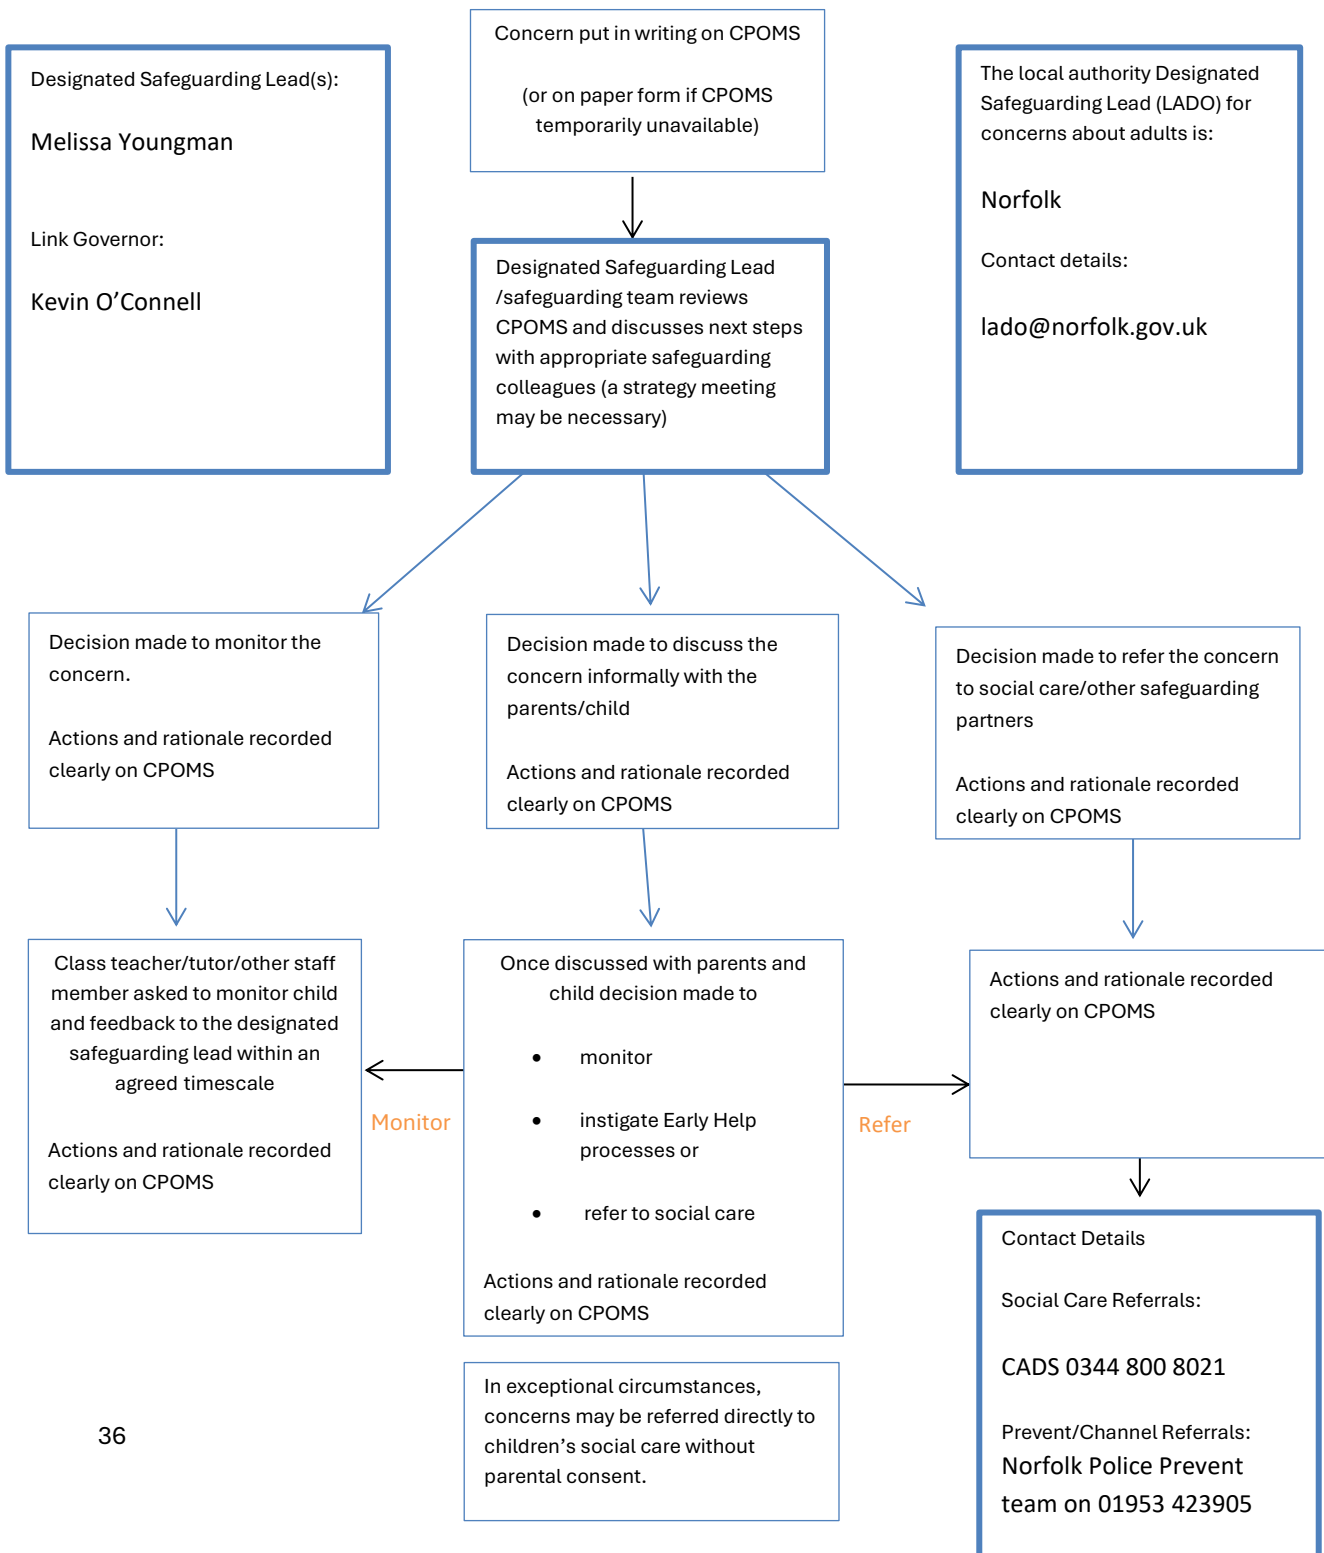 Concern put in writing on CPOMS
(or on paper form if CPOMS
temporarily unavailable)
Designated Safeguarding Lead(s):
Melissa Youngman
Link Governor:
Kevin O’Connell
The local authority Designated
Safeguarding Lead (LADO) for
concerns about adults is:
Norfolk
Contact details:
lado@norfolk.gov.uk
Designated Safeguarding Lead
/safeguarding team reviews
CPOMS and discusses next steps
with appropriate safeguarding
colleagues (a strategy meeting
may be necessary)
Decision made to monitor the
concern.
Actions and rationale recorded
clearly on CPOMS
Decision made to discuss the
concern informally with the
parents/child
Actions and rationale recorded
clearly on CPOMS
Decision made to refer the concern
to social care/other safeguarding
partners
Actions and rationale recorded
clearly on CPOMS
Class teacher/tutor/other staff
member asked to monitor child
and feedback to the designated
safeguarding lead within an
agreed timescale
Actions and rationale recorded
clearly on CPOMS
Monitor
Once discussed with parents and
child decision made to
• monitor
• instigate Early Help
processes or
• refer to social care
Actions and rationale recorded
clearly on CPOMS
Refer
Actions and rationale recorded
clearly on CPOMS
In exceptional circumstances,
concerns may be referred directly to
children’s social care without
parental consent.
Contact Details
Social Care Referrals:
CADS 0344 800 8021
Prevent/Channel Referrals:
Norfolk Police Prevent
team on 01953 423905
36